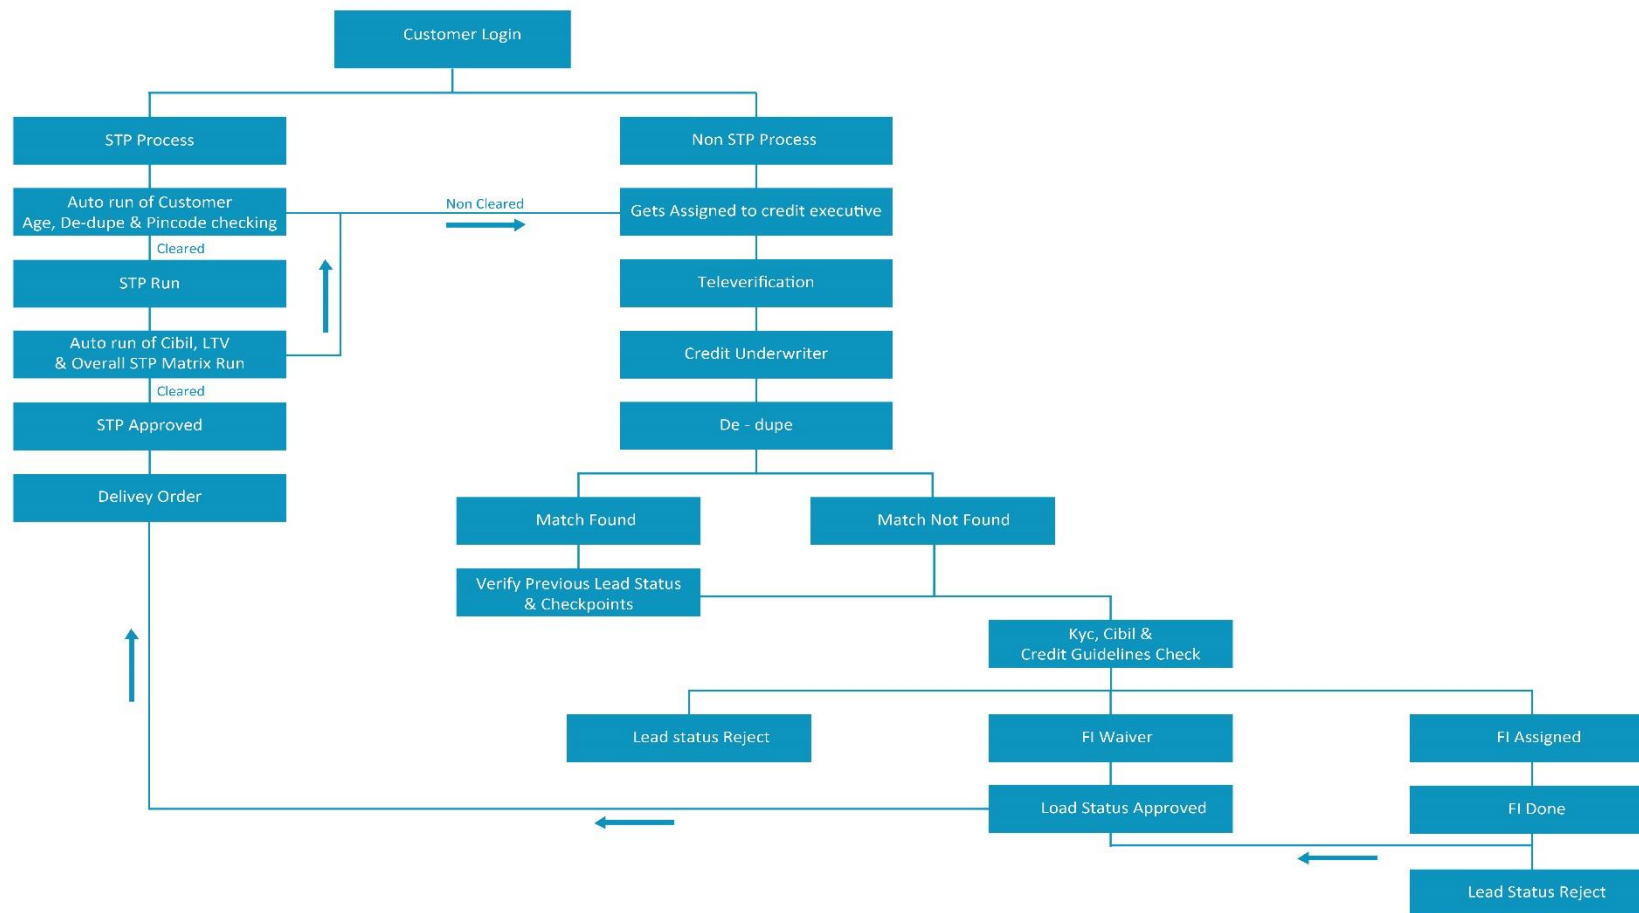 Customer Login
STP Process
Non STP Process
Auto run of Customer
Age, De-dupe & Pincode checking
Non Cleared
Gets Assigned to credit executive
Cleared
STP Run
Televerification
Auto run of Cibil, LTV
& Overall STP Matrix Run
Credit Underwriter
Cleared
STP Approved
De - dupe
Delivey Order
Match Found
Match Not Found
Verify Previous Lead Status
& Checkpoints
Kyc, Cibil &
Credit Guidelines Check
Lead status Reject
FI Waiver
FI Assigned
Load Status Approved
FI Done
Lead Status Reject